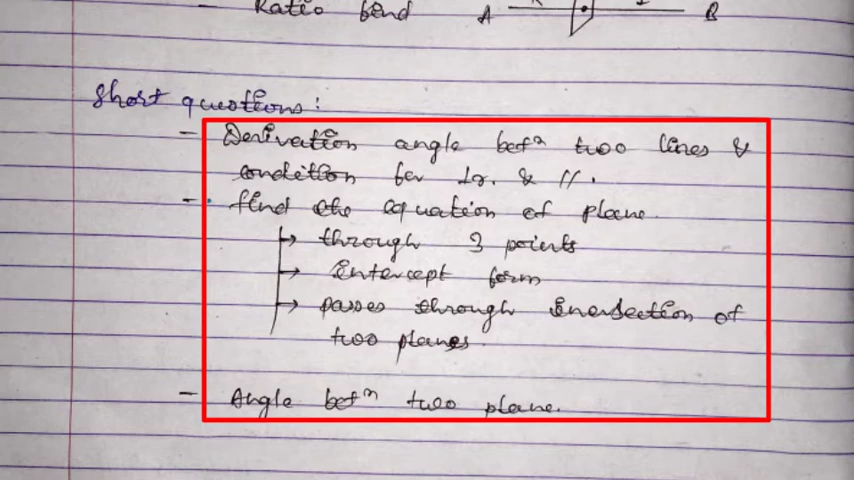 - Ratio find A B
Short questions:
- Derivation angle betⁿ two lines &
condition for ⊥r. & //.
- find the equation of plane.
→ through 3 points
→ intercept form
→ passes through inersection of
two planes
- Angle betⁿ two plane.